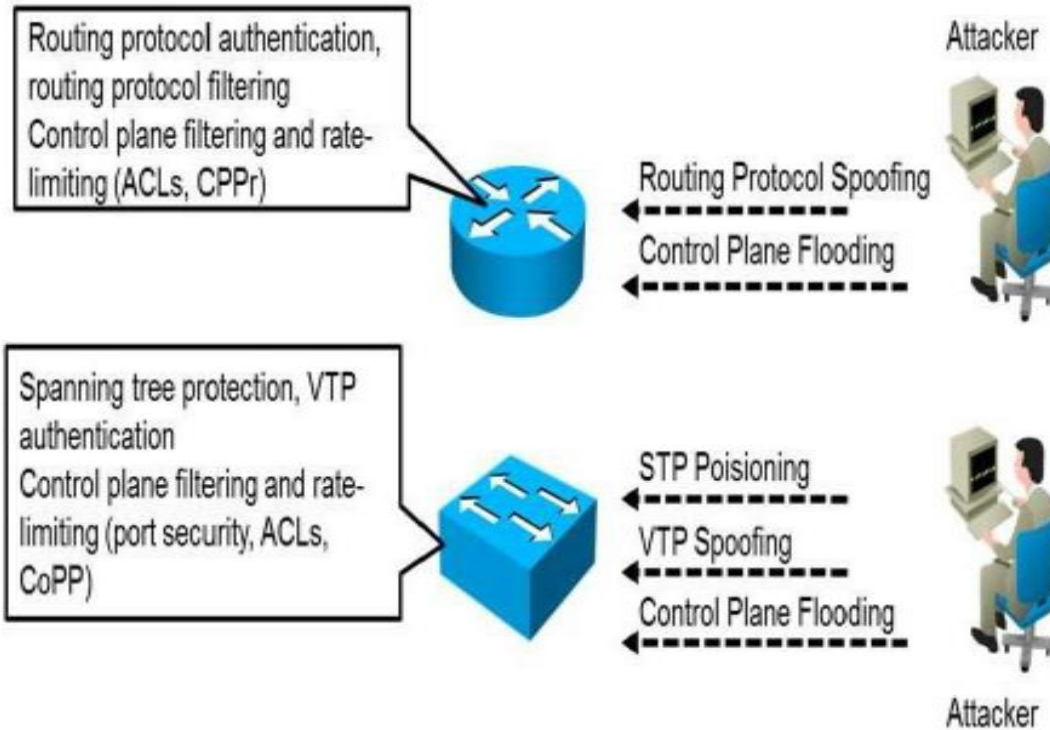 Routing protocol authentication,
routing protocol filtering
Control plane filtering and rate-
limiting (ACLs, CPPr)
Attacker
Routing Protocol Spoofing
Control Plane Flooding
Spanning tree protection, VTP
authentication
Control plane filtering and rate-
limiting (port security, ACLs,
CoPP)
STP Poisioning
VTP Spoofing
Control Plane Flooding
Attacker